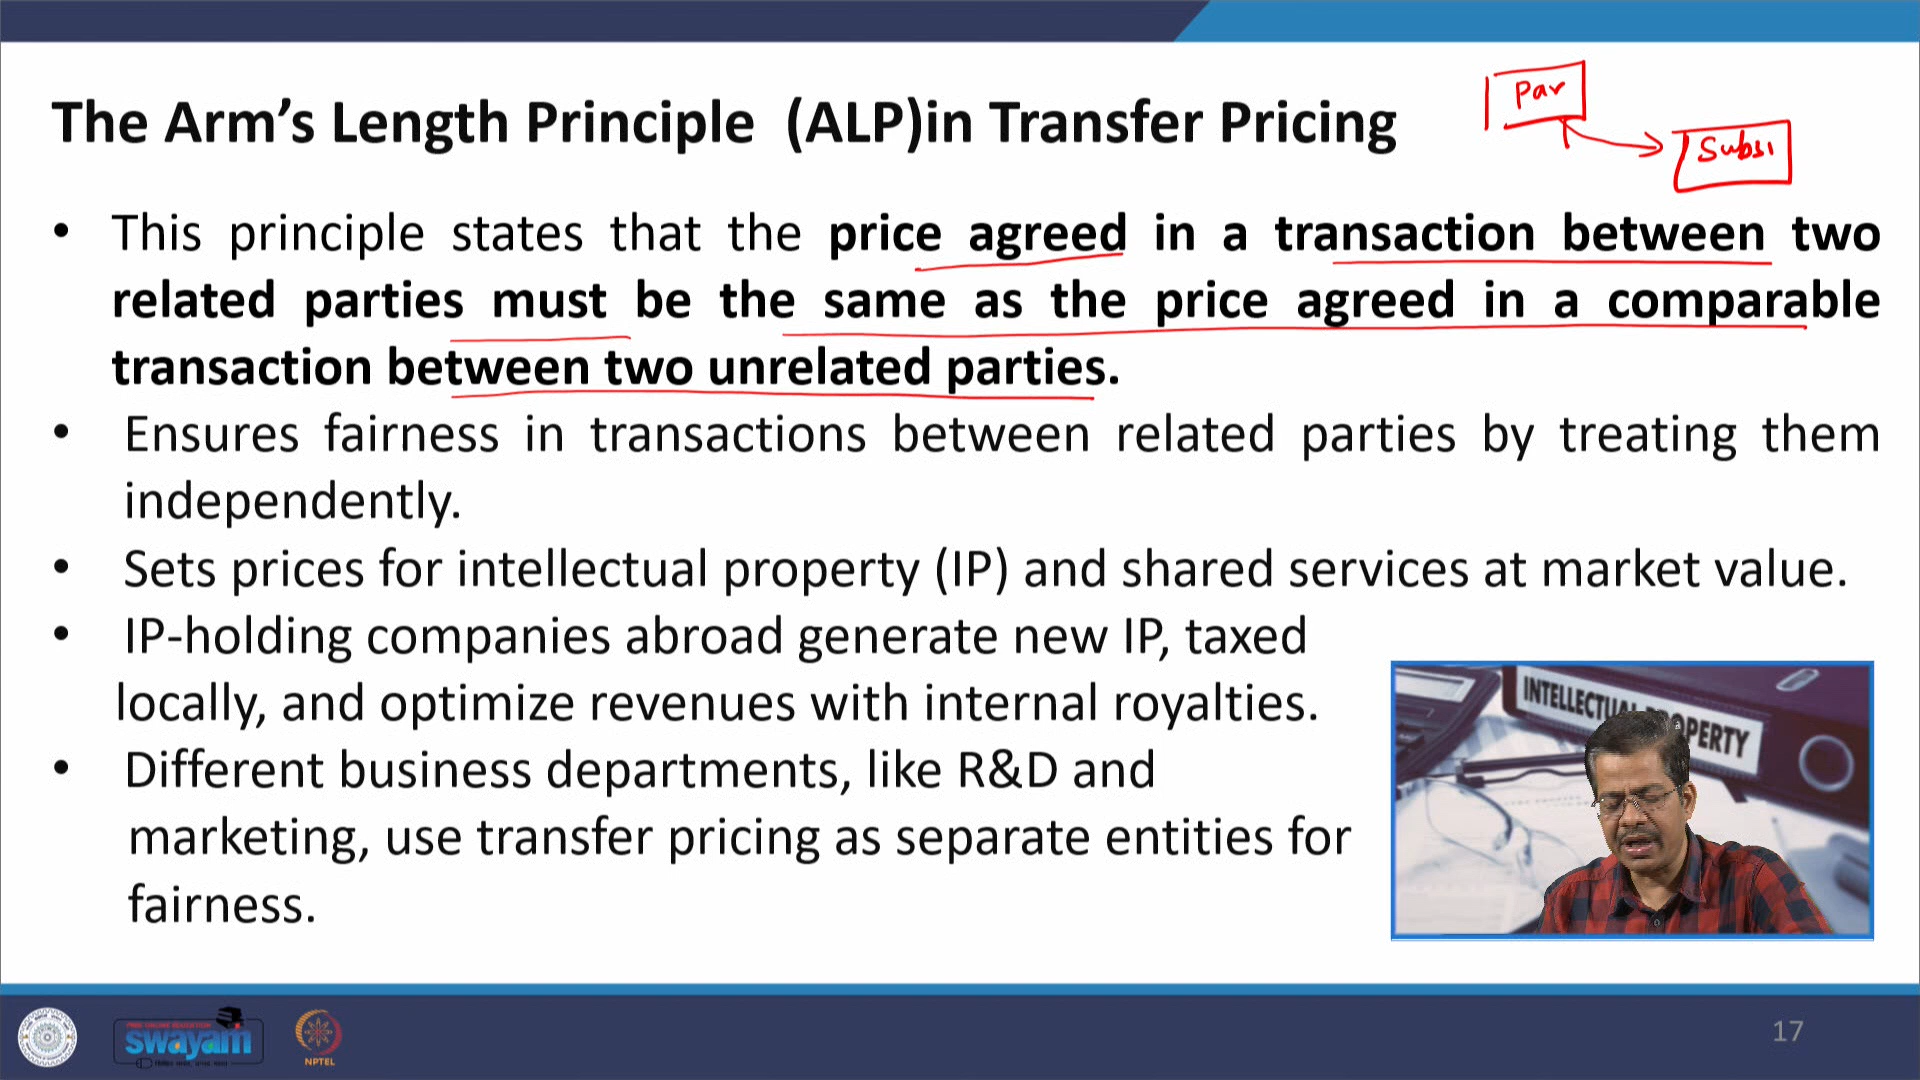 The Arm’s Length Principle (ALP)in Transfer Pricing
Par
Subsi
• This principle states that the price agreed in a transaction between two
related parties must be the same as the price agreed in a comparable
transaction between two unrelated parties.
• Ensures fairness in transactions between related parties by treating them
independently.
• Sets prices for intellectual property (IP) and shared services at market value.
• IP-holding companies abroad generate new IP, taxed
locally, and optimize revenues with internal royalties.
• Different business departments, like R&D and
marketing, use transfer pricing as separate entities for
fairness.
INTELLECTUAL PROPERTY
swayam
NPTEL
17